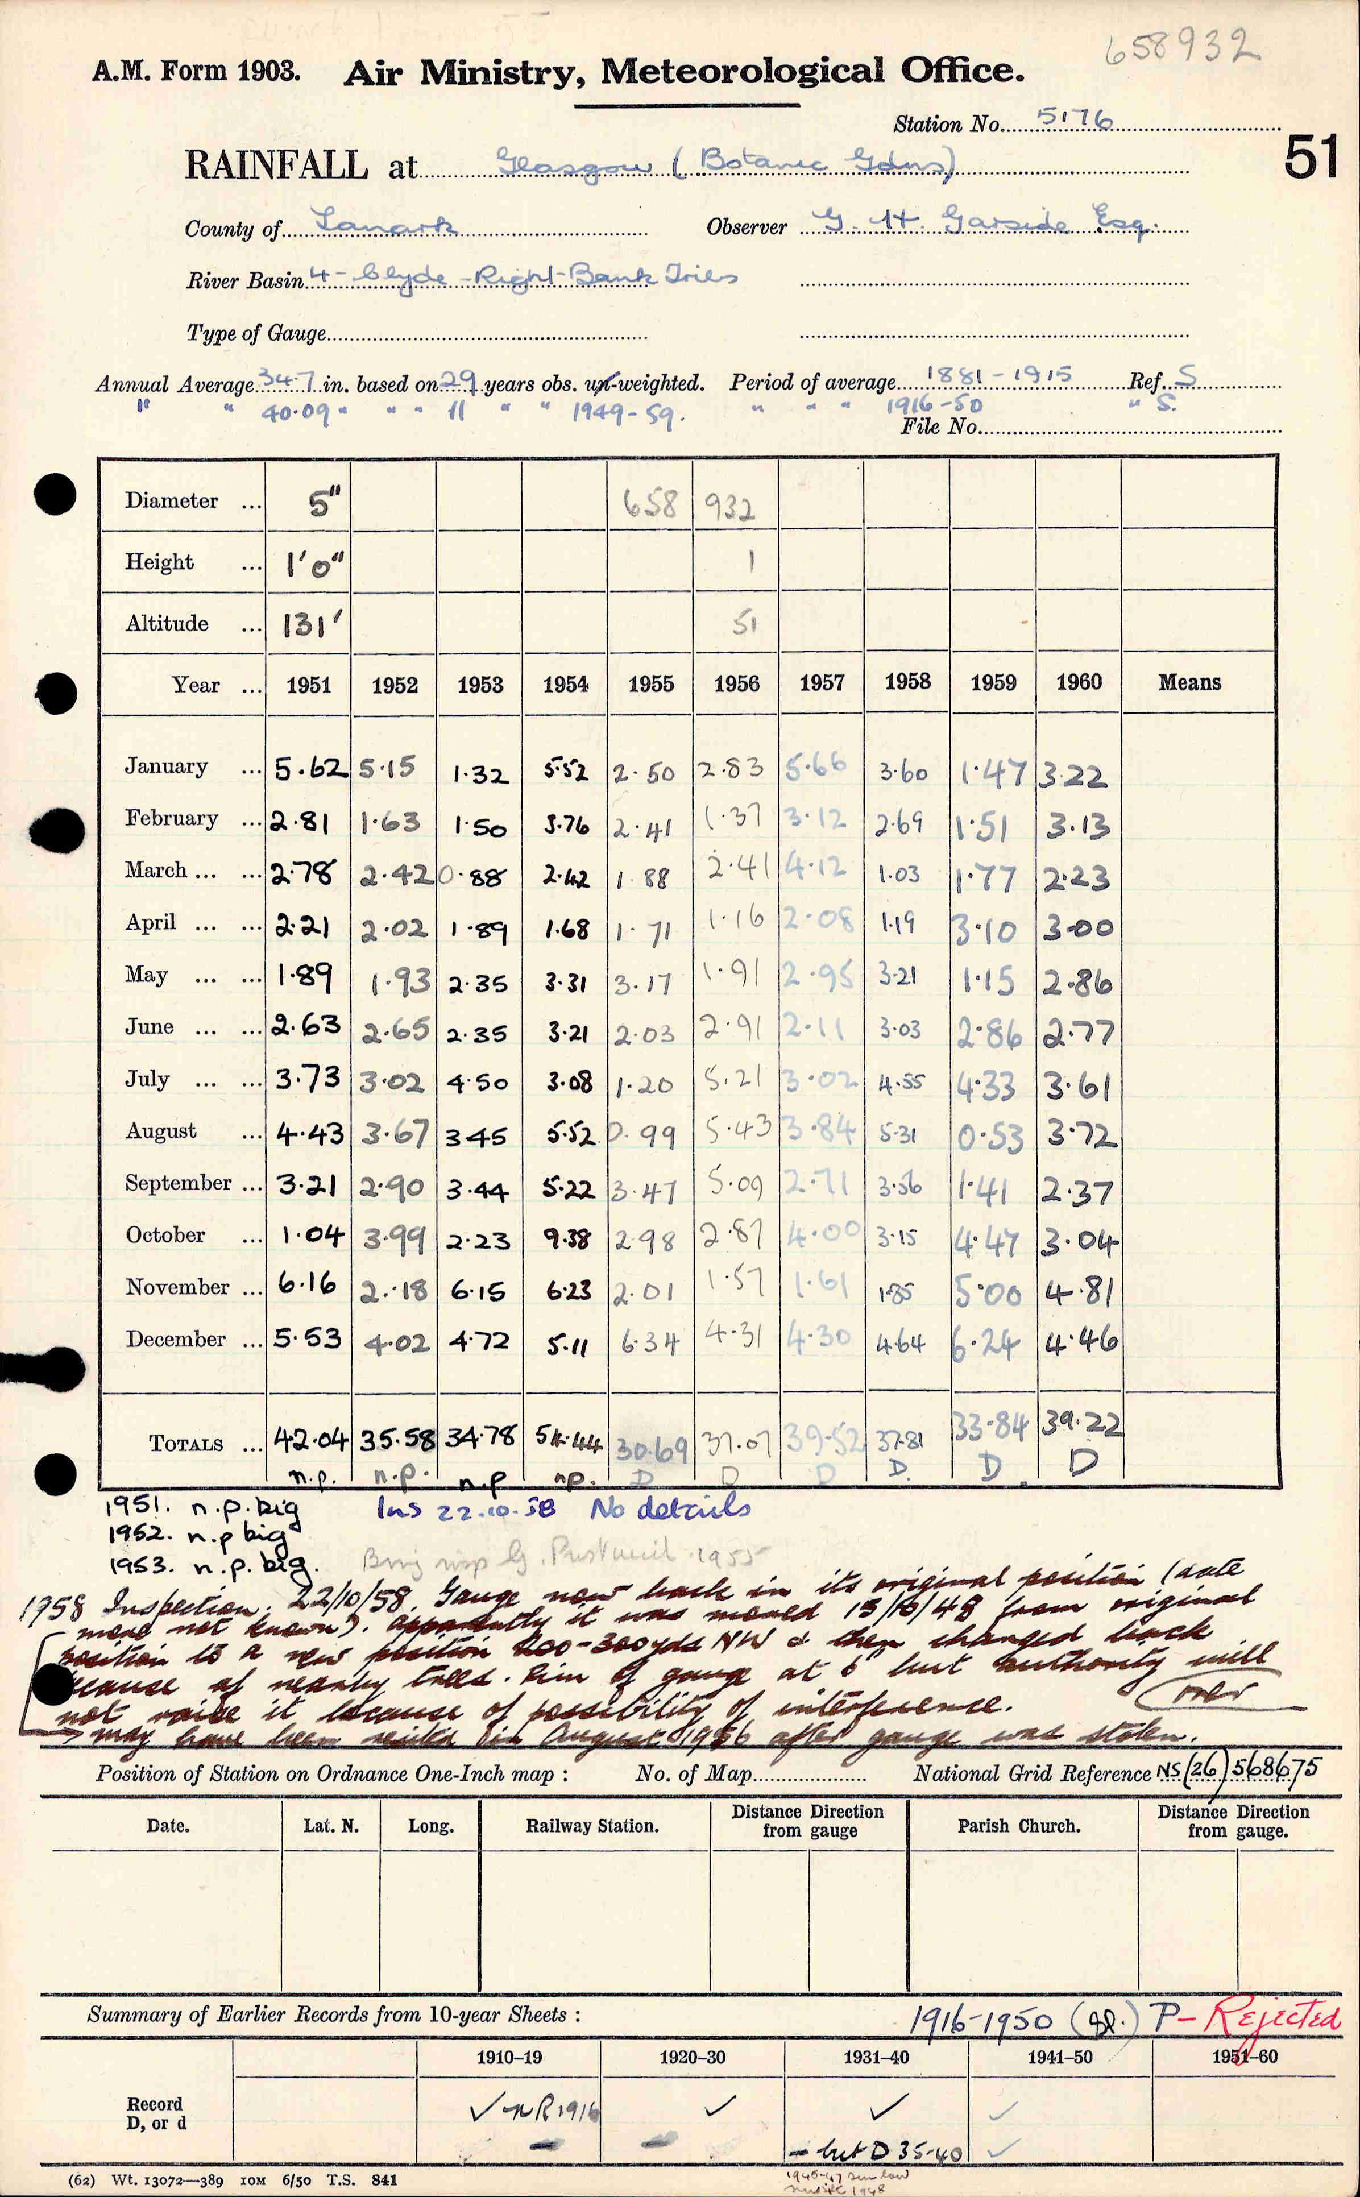 658932
A.M. Form 1903. Air Ministry, Meteorological Office.
Station No. 5176
51
RAINFALL at Glasgow (Botanic Gdns)
County of Lanark Observer G. H. Garside Esq.
River Basin 4 - Clyde - Right Bank Tribs
Type of Gauge
Annual Average 34.7 in. based on 29 years obs. un-weighted. Period of average 1881-1915 Ref. S
" " 40.09 " " " 11 " " 1949-59. " " " 1916-50 " S.
File No.
Diameter ... 5" 658 932
Height ... 1'0" 1
Altitude ... 131' 51
Year ... 1951 1952 1953 1954 1955 1956 1957 1958 1959 1960 Means
January ... 5.62 5.15 1.32 5.52 2.50 2.83 5.66 3.60 1.47 3.22
February ... 2.81 1.63 1.50 3.76 2.41 1.37 3.12 2.69 1.51 3.13
March ... ... 2.78 2.42 0.88 2.42 1.88 2.41 4.12 1.03 1.77 2.23
April ... ... 2.21 2.02 1.89 1.68 1.71 1.16 2.08 1.19 3.10 3.00
May ... ... 1.89 1.93 2.35 3.31 3.17 1.91 2.95 3.21 1.15 2.86
June ... ... 2.63 2.65 2.35 3.21 2.03 2.91 2.11 3.03 2.86 2.77
July ... ... 3.73 3.02 4.50 3.08 1.20 5.21 3.02 4.55 4.33 3.61
August ... 4.43 3.67 3.45 5.52 0.99 5.43 3.84 5.31 0.53 3.72
September ... 3.21 2.90 3.44 5.22 3.47 5.09 2.71 3.56 1.41 2.37
October ... 1.04 3.99 2.23 9.38 2.98 2.87 4.00 3.15 4.47 3.04
November ... 6.16 2.18 6.15 6.23 2.01 1.57 1.61 1.85 5.00 4.81
December ... 5.53 4.02 4.72 5.11 6.34 4.31 4.30 4.64 6.24 4.46
TOTALS ... 42.04 35.58 34.78 54.44 30.69 37.07 39.52 37.81 33.84 39.22
n.p. n.p. n.p np. D D D D. D. D
1951. n.p. big Ins 22.10.58 No details
1952. n.p big
1953. n.p. big. 1955
1958 Inspection. 22/10/58. Gauge now back in its original position (date
move not known). Apparently it was moved 13/10/48 from original
position to a new position 200-300yds NW & then changed back
because of nearby trees. Rim of gauge at 6" but authority will
not raise it because of possibility of interference. (over)
may have been resited in August 1956 after gauge was stolen.
Position of Station on Ordnance One-Inch map : No. of Map National Grid Reference NS (26) 568675
Date. Lat. N. Long. Railway Station. Distance Direction from gauge Parish Church. Distance Direction from gauge.
Summary of Earlier Records from 10-year Sheets : 1916-1950 (Gl.) P - Rejected
1910–19 1920–30 1931–40 1941–50 1951–60
Record D, or d ✓ n R 1916 ✓ ✓ ✓
- but D 35-40 ✓
(62) Wt. 13072—389 10M 6/50 T.S. 841